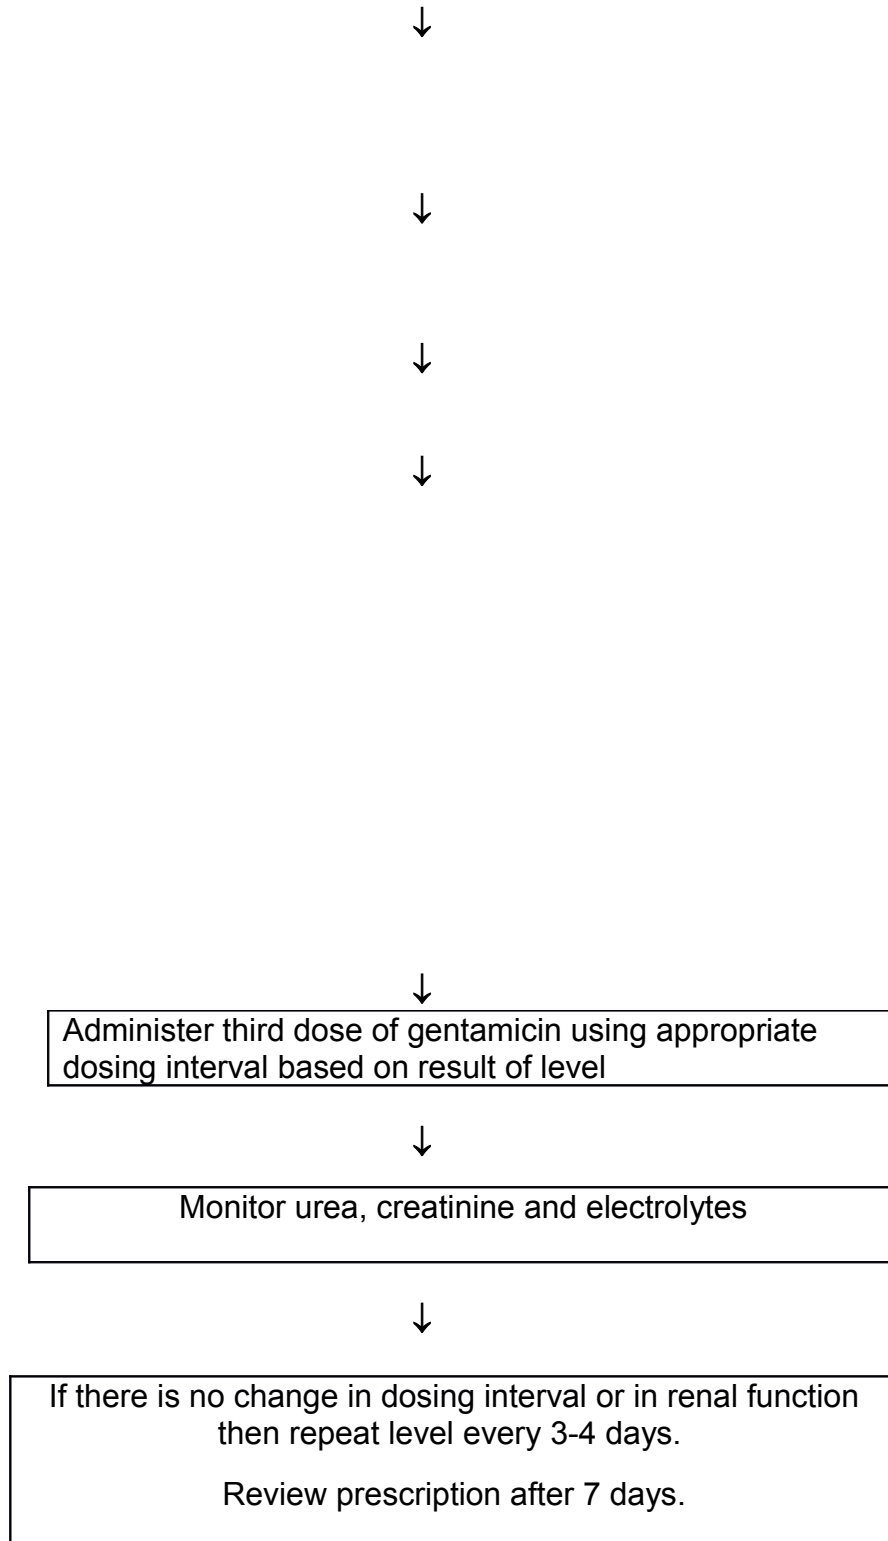 ↓
↓
↓
↓
↓
Administer third dose of gentamicin using appropriate
dosing interval based on result of level
↓
Monitor urea, creatinine and electrolytes
↓
If there is no change in dosing interval or in renal function
then repeat level every 3-4 days.
Review prescription after 7 days.